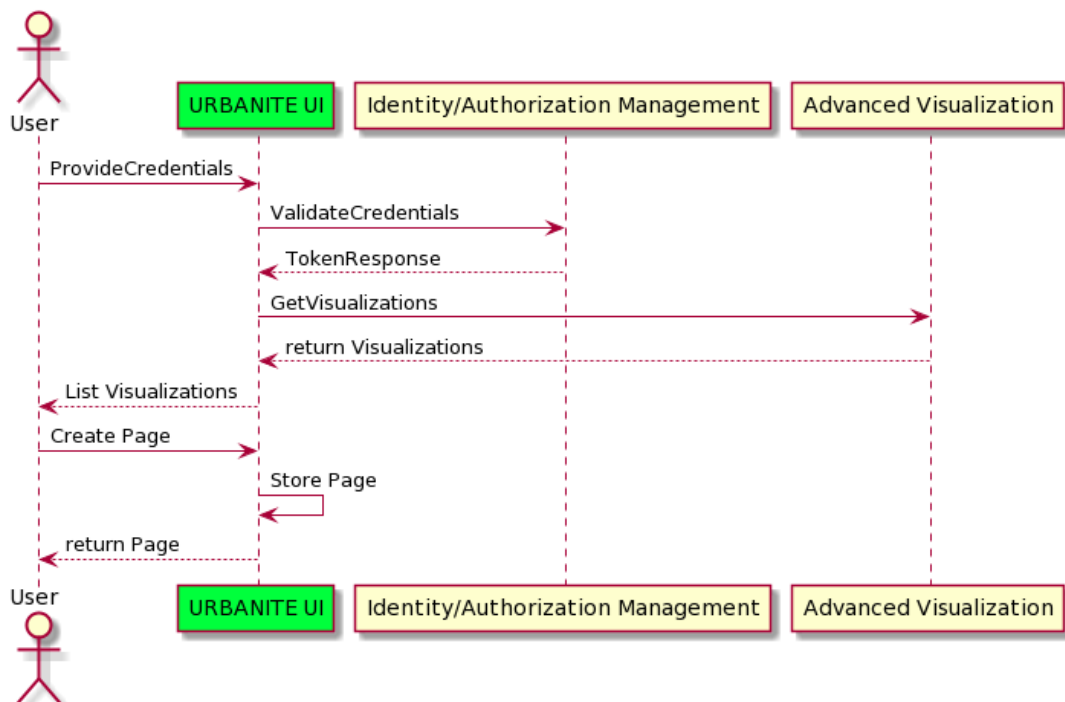 User
URBANITE UI
Identity/Authorization Management
Advanced Visualization
ProvideCredentials
ValidateCredentials
TokenResponse
GetVisualizations
return Visualizations
List Visualizations
Create Page
Store Page
return Page
User
URBANITE UI
Identity/Authorization Management
Advanced Visualization